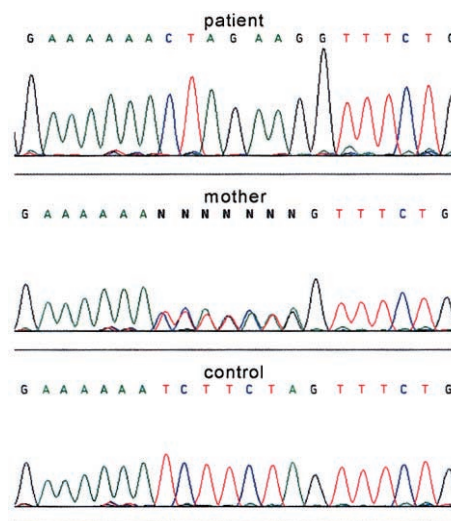 patient
G A A A A A A C T A G A A G G T T T C T G
mother
G A A A A A A N N N N N N N G T T T C T G
control
G A A A A A A T C T T C T A G T T T C T G